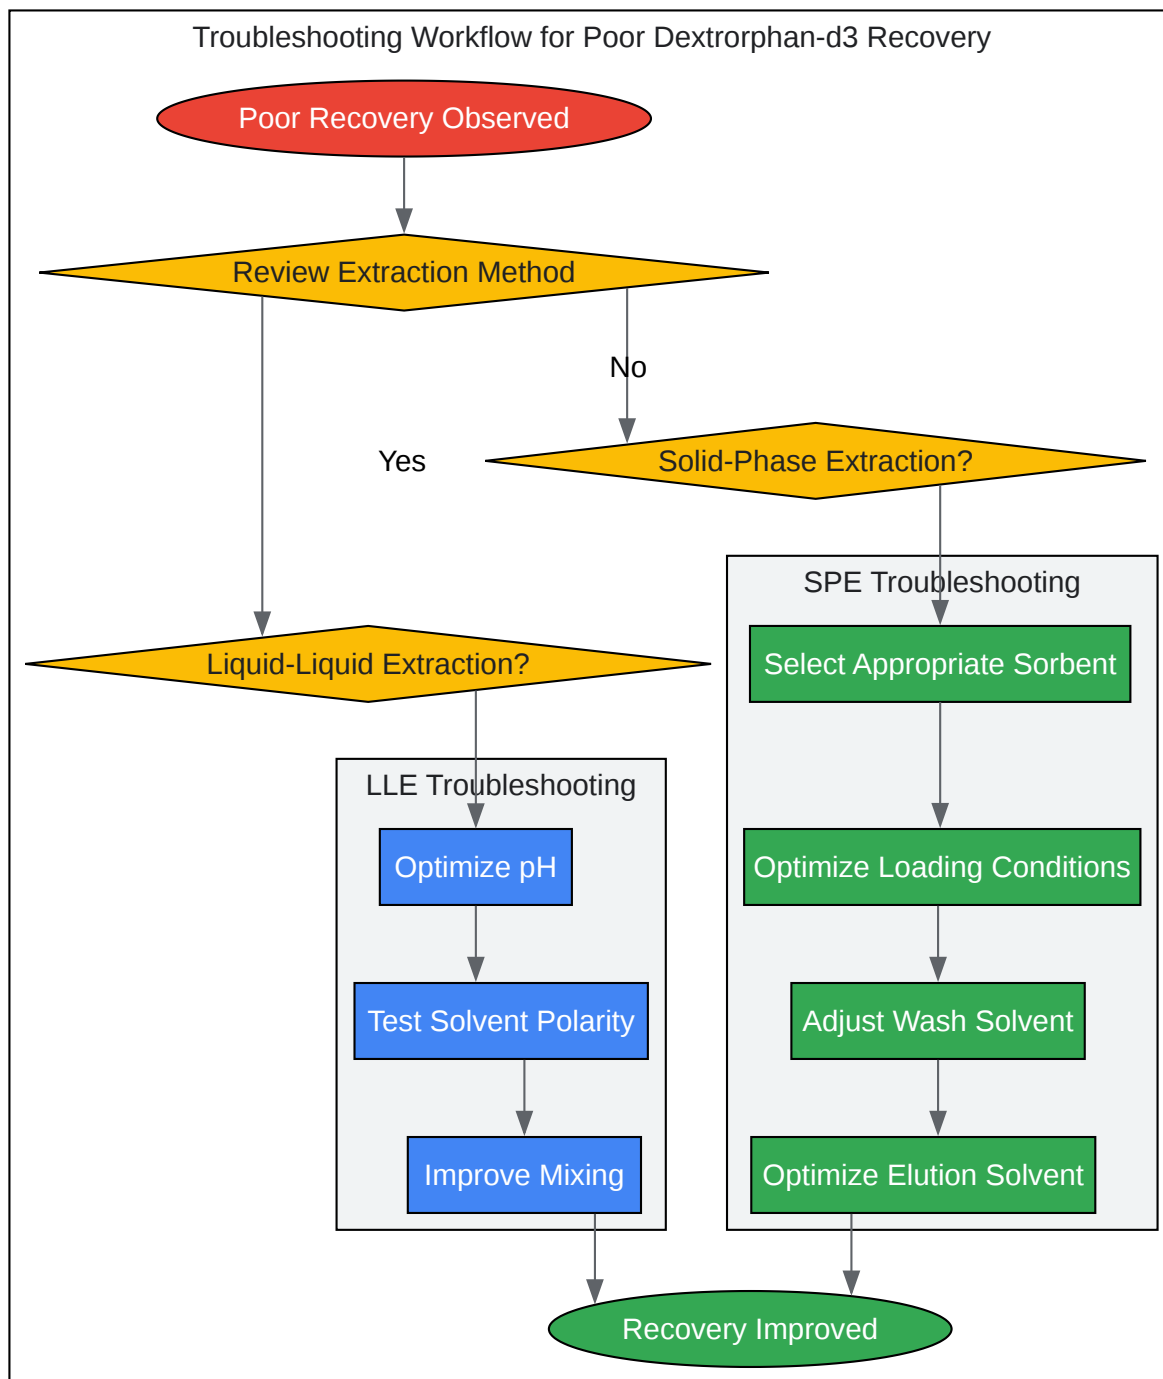 Troubleshooting Workflow for Poor Dextrorphan-d3 Recovery
Poor Recovery Observed
Review Extraction Method
No
Yes
Solid-Phase Extraction?
SPE Troubleshooting
Liquid-Liquid Extraction?
Select Appropriate Sorbent
LLE Troubleshooting
Optimize pH
Optimize Loading Conditions
Test Solvent Polarity
Adjust Wash Solvent
Improve Mixing
Optimize Elution Solvent
Recovery Improved